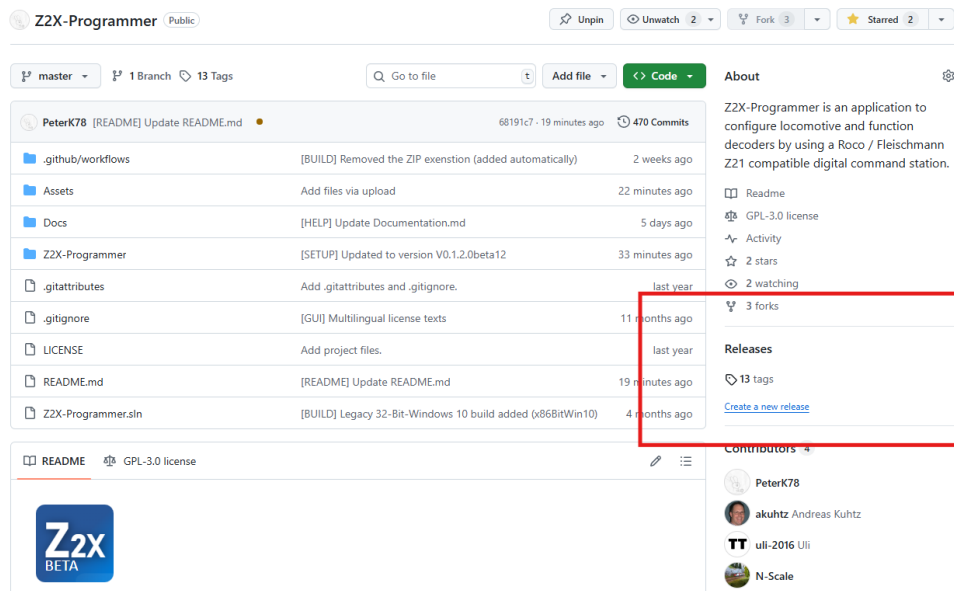 Z2X-Programmer Public
Unpin
Unwatch 2
Fork 3
Starred 2
master
1 Branch
13 Tags
Go to file t
Add file
<> Code
PeterK78 [README] Update README.md 68191c7 · 19 minutes ago 470 Commits
.github/workflows [BUILD] Removed the ZIP exenstion (added automatically) 2 weeks ago
Assets Add files via upload 22 minutes ago
Docs [HELP] Update Documentation.md 5 days ago
Z2X-Programmer [SETUP] Updated to version V0.1.2.0beta12 33 minutes ago
.gitattributes Add .gitattributes and .gitignore. last year
.gitignore [GUI] Multilingual license texts 11 months ago
LICENSE Add project files. last year
README.md [README] Update README.md 19 minutes ago
Z2X-Programmer.sln [BUILD] Legacy 32-Bit-Windows 10 build added (x86BitWin10) 4 months ago
README
GPL-3.0 license
Z2X
BETA
About
Z2X-Programmer is an application to
configure locomotive and function
decoders by using a Roco / Fleischmann
Z21 compatible digital command station.
Readme
GPL-3.0 license
Activity
2 stars
2 watching
3 forks
Releases
13 tags
Create a new release
Contributors 4
PeterK78
akuhtz Andreas Kuhtz
TT uli-2016 Uli
N-Scale